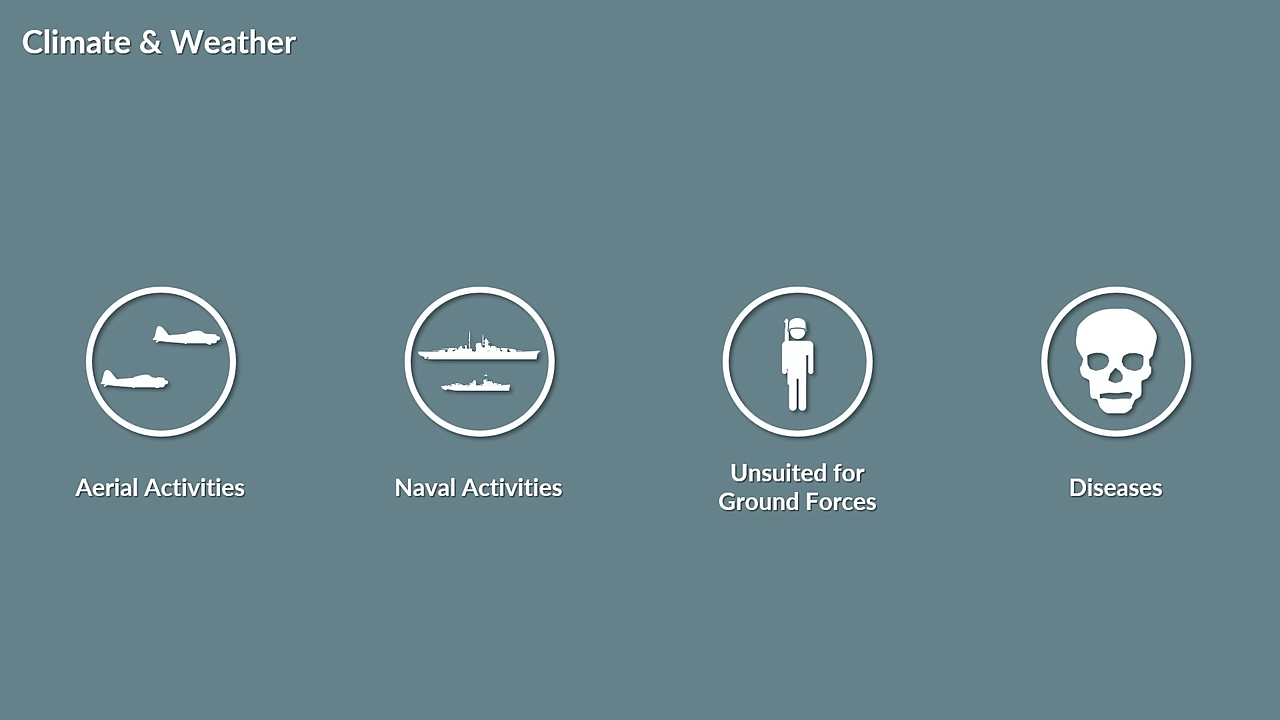 Climate & Weather
Aerial Activities
Naval Activities
Unsuited for
Ground Forces
Diseases